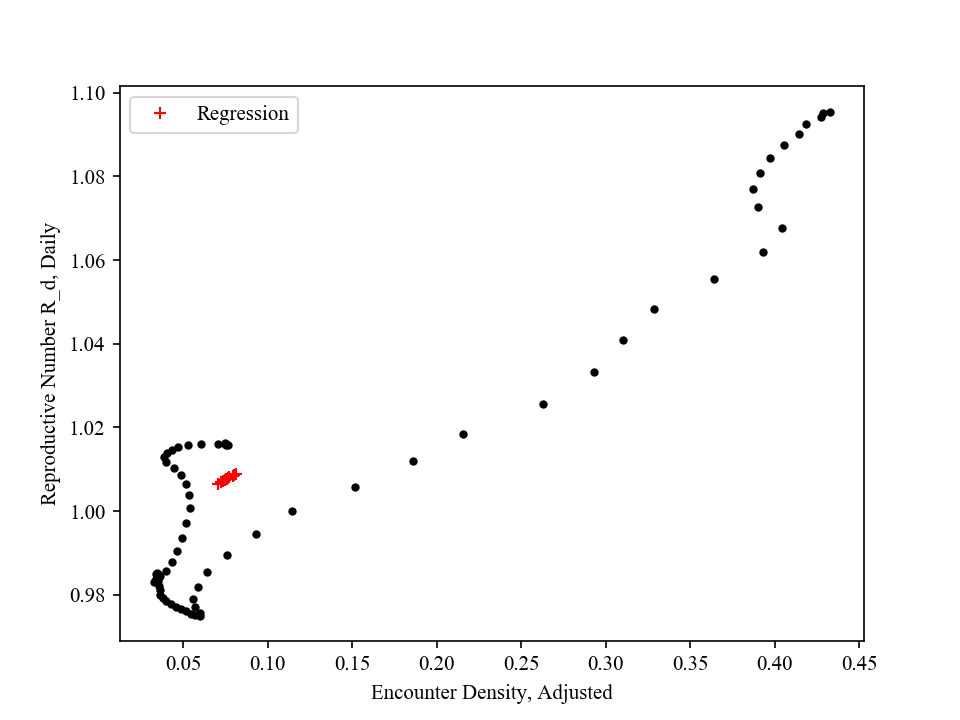 Regression
1.10
1.08
1.06
1.04
1.02
1.00
0.98
Reproductive Number R_d, Daily
0.05 0.10 0.15 0.20 0.25 0.30 0.35 0.40 0.45
Encounter Density, Adjusted